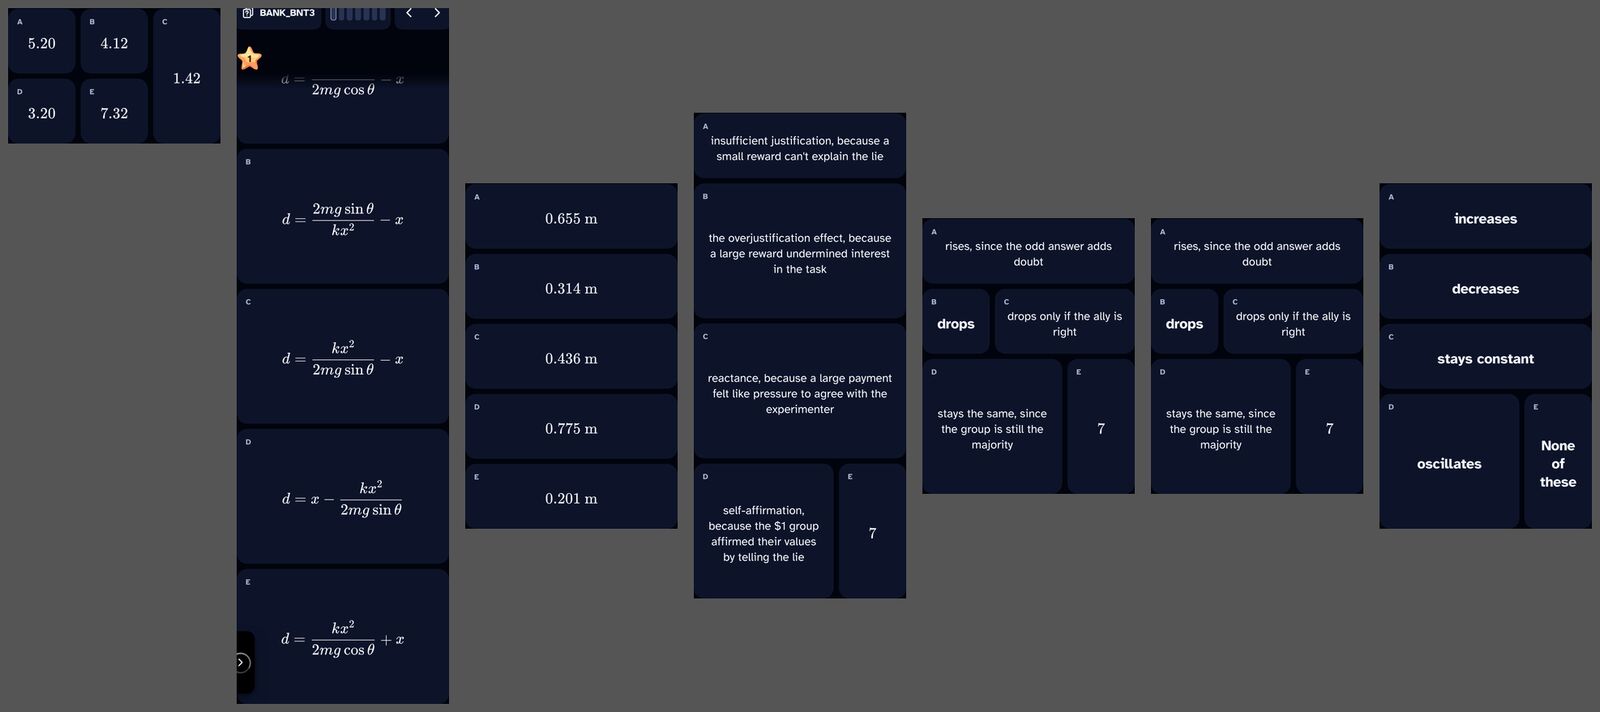 A
5.20
B
4.12
C
1.42
D
3.20
E
7.32
BANK_BNT3
1
d = / 2mg cos θ − x
B
d = 2mg sin θ / kx² − x
C
d = kx² / 2mg sin θ − x
D
d = x − kx² / 2mg sin θ
E
d = kx² / 2mg cos θ + x
A
0.655 m
B
0.314 m
C
0.436 m
D
0.775 m
E
0.201 m
A
insufficient justification, because a
small reward can't explain the lie
B
the overjustification effect, because
a large reward undermined interest
in the task
C
reactance, because a large payment
felt like pressure to agree with the
experimenter
D
self-affirmation,
because the $1 group
affirmed their values
by telling the lie
E
7
A
rises, since the odd answer adds
doubt
B
drops
C
drops only if the ally is
right
D
stays the same, since
the group is still the
majority
E
7
A
rises, since the odd answer adds
doubt
B
drops
C
drops only if the ally is
right
D
stays the same, since
the group is still the
majority
E
7
A
increases
B
decreases
C
stays constant
D
oscillates
E
None
of
these